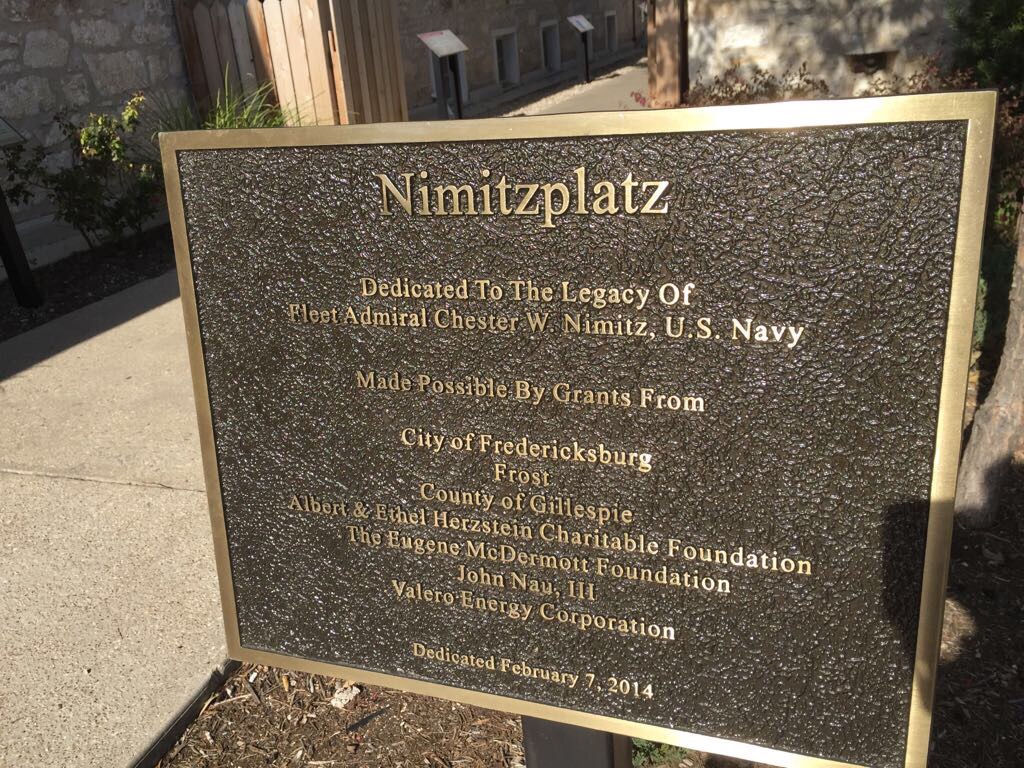 Nimitzplatz
Dedicated To The Legacy Of
Fleet Admiral Chester W. Nimitz, U.S. Navy
Made Possible By Grants From
City of Fredericksburg
Frost
County of Gillespie
Albert & Ethel Herzstein Charitable Foundation
The Eugene McDermott Foundation
John Nau, III
Valero Energy Corporation
Dedicated February 7, 2014